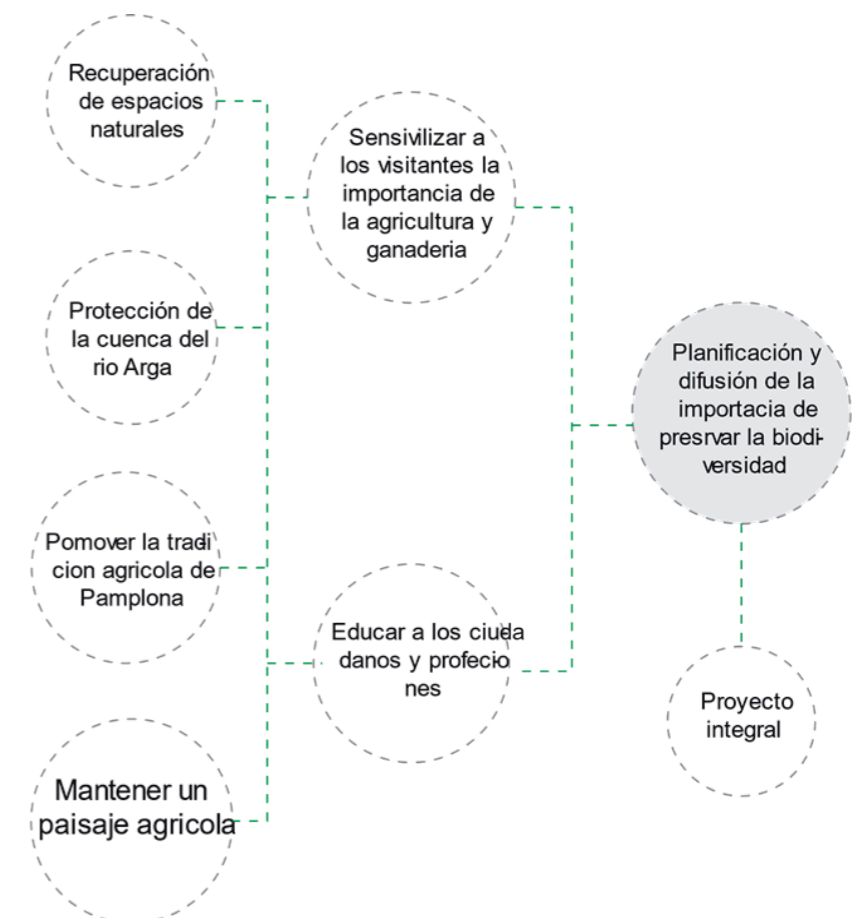 Recuperación
de espacios
naturales
Sensivilizar a
los visitantes la
importancia de
la agricultura y
ganaderia
Protección de
la cuenca del
rio Arga
Planificación y
difusión de la
importacia de
presrvar la biodi-
versidad
Pomover la tradi-
cion agricola de
Pamplona
Educar a los ciuda-
danos y profecio-
nes
Proyecto
integral
Mantener un
paisaje agricola